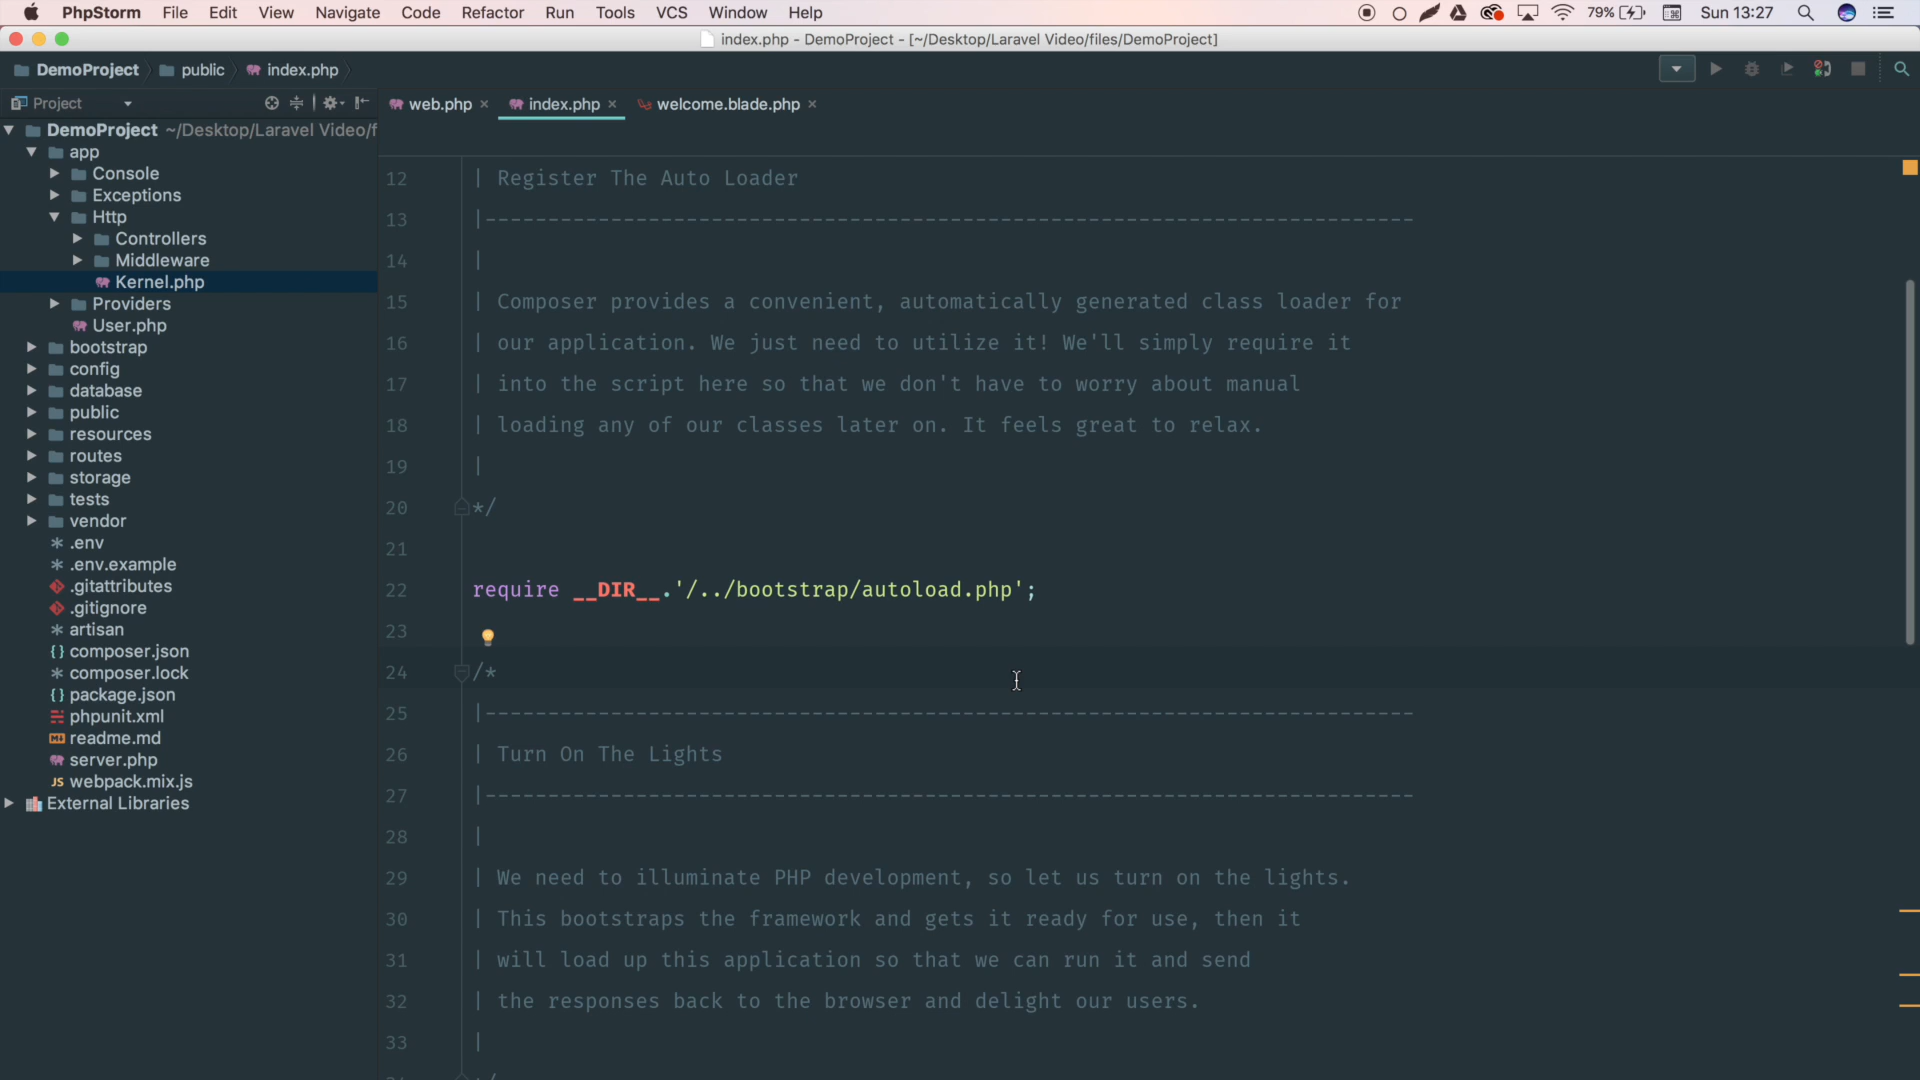 PhpStorm File Edit View Navigate Code Refactor Run Tools VCS Window Help 79% Sun 13:27
index.php - DemoProject - [~/Desktop/Laravel Video/files/DemoProject]
DemoProject public index.php
Project
web.php index.php welcome.blade.php
DemoProject ~/Desktop/Laravel Video/f
app
Console
Exceptions
Http
Controllers
Middleware
Kernel.php
Providers
User.php
bootstrap
config
database
public
resources
routes
storage
tests
vendor
.env
.env.example
.gitattributes
.gitignore
artisan
composer.json
composer.lock
package.json
phpunit.xml
readme.md
server.php
webpack.mix.js
External Libraries
12 | Register The Auto Loader
13 |--------------------------------------------------------------------------
14 |
15 | Composer provides a convenient, automatically generated class loader for
16 | our application. We just need to utilize it! We'll simply require it
17 | into the script here so that we don't have to worry about manual
18 | loading any of our classes later on. It feels great to relax.
19 |
20 */
21
22 require __DIR__.'/../bootstrap/autoload.php';
23
24 /*
25 |--------------------------------------------------------------------------
26 | Turn On The Lights
27 |--------------------------------------------------------------------------
28 |
29 | We need to illuminate PHP development, so let us turn on the lights.
30 | This bootstraps the framework and gets it ready for use, then it
31 | will load up this application so that we can run it and send
32 | the responses back to the browser and delight our users.
33 |